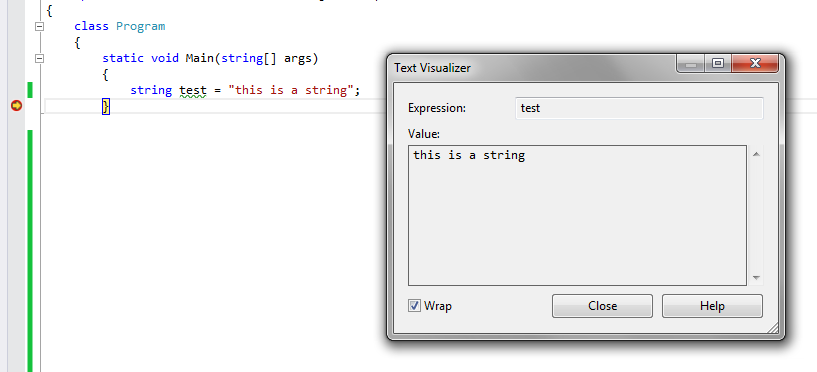 {
class Program
{
static void Main(string[] args)
{
string test = "this is a string";
}
Text Visualizer
Expression: test
Value:
this is a string
Wrap
Close
Help